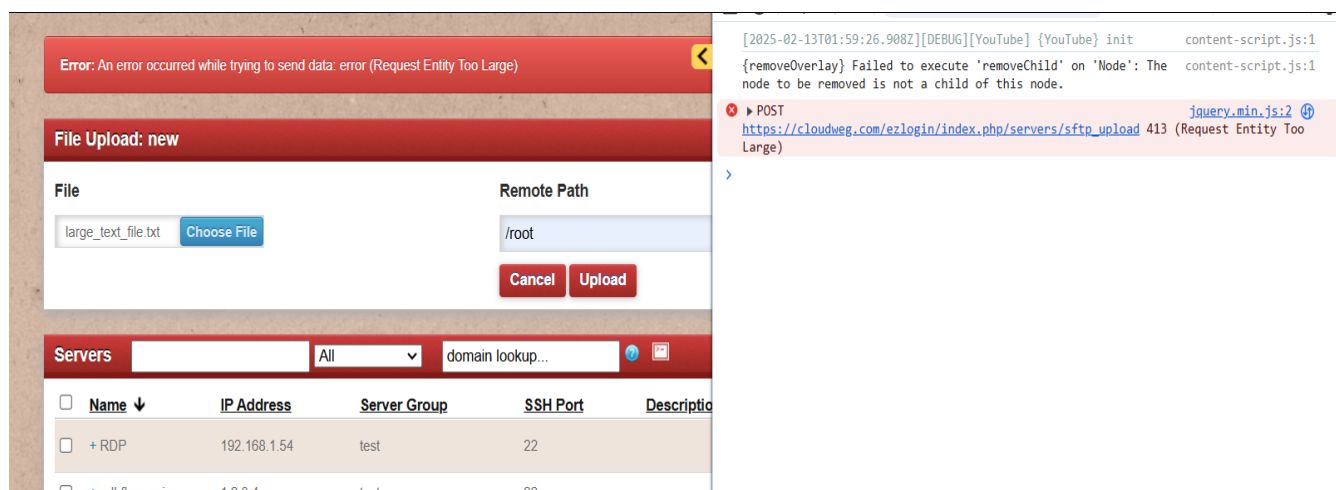 Error: An error occurred while trying to send data: error (Request Entity Too Large)
File Upload: new
File
Remote Path
large_text_file.txt Choose File
/root
Cancel Upload
Servers All domain lookup...
Name IP Address Server Group SSH Port Descriptio
+ RDP 192.168.1.54 test 22
[2025-02-13T01:59:26.908Z][DEBUG][YouTube] {YouTube} init content-script.js:1
{removeOverlay} Failed to execute 'removeChild' on 'Node': The content-script.js:1
node to be removed is not a child of this node.
POST jquery.min.js:2
https://cloudweg.com/ezlogin/index.php/servers/sftp_upload 413 (Request Entity Too
Large)